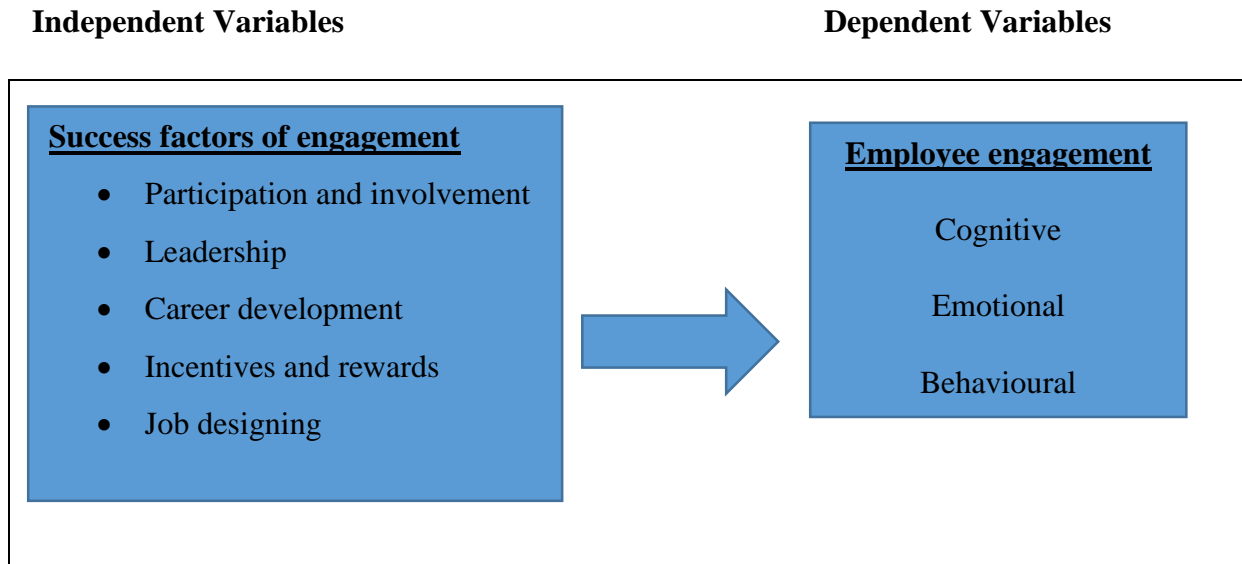 Independent Variables
Dependent Variables
Success factors of engagement
• Participation and involvement
• Leadership
• Career development
• Incentives and rewards
• Job designing
Employee engagement
Cognitive
Emotional
Behavioural